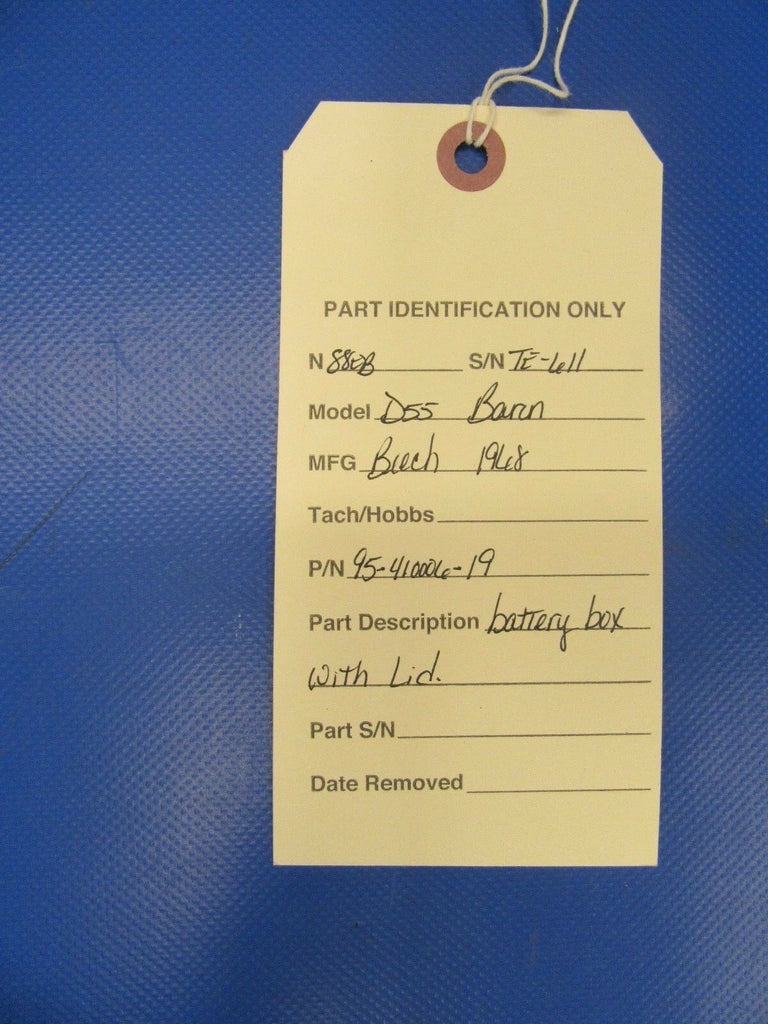 PART IDENTIFICATION ONLY
N 88EB S/N TE-611
Model D55 Baron
MFG Beech 1968
Tach/Hobbs
P/N 95-410006-19
Part Description battery box
with Lid.
Part S/N
Date Removed